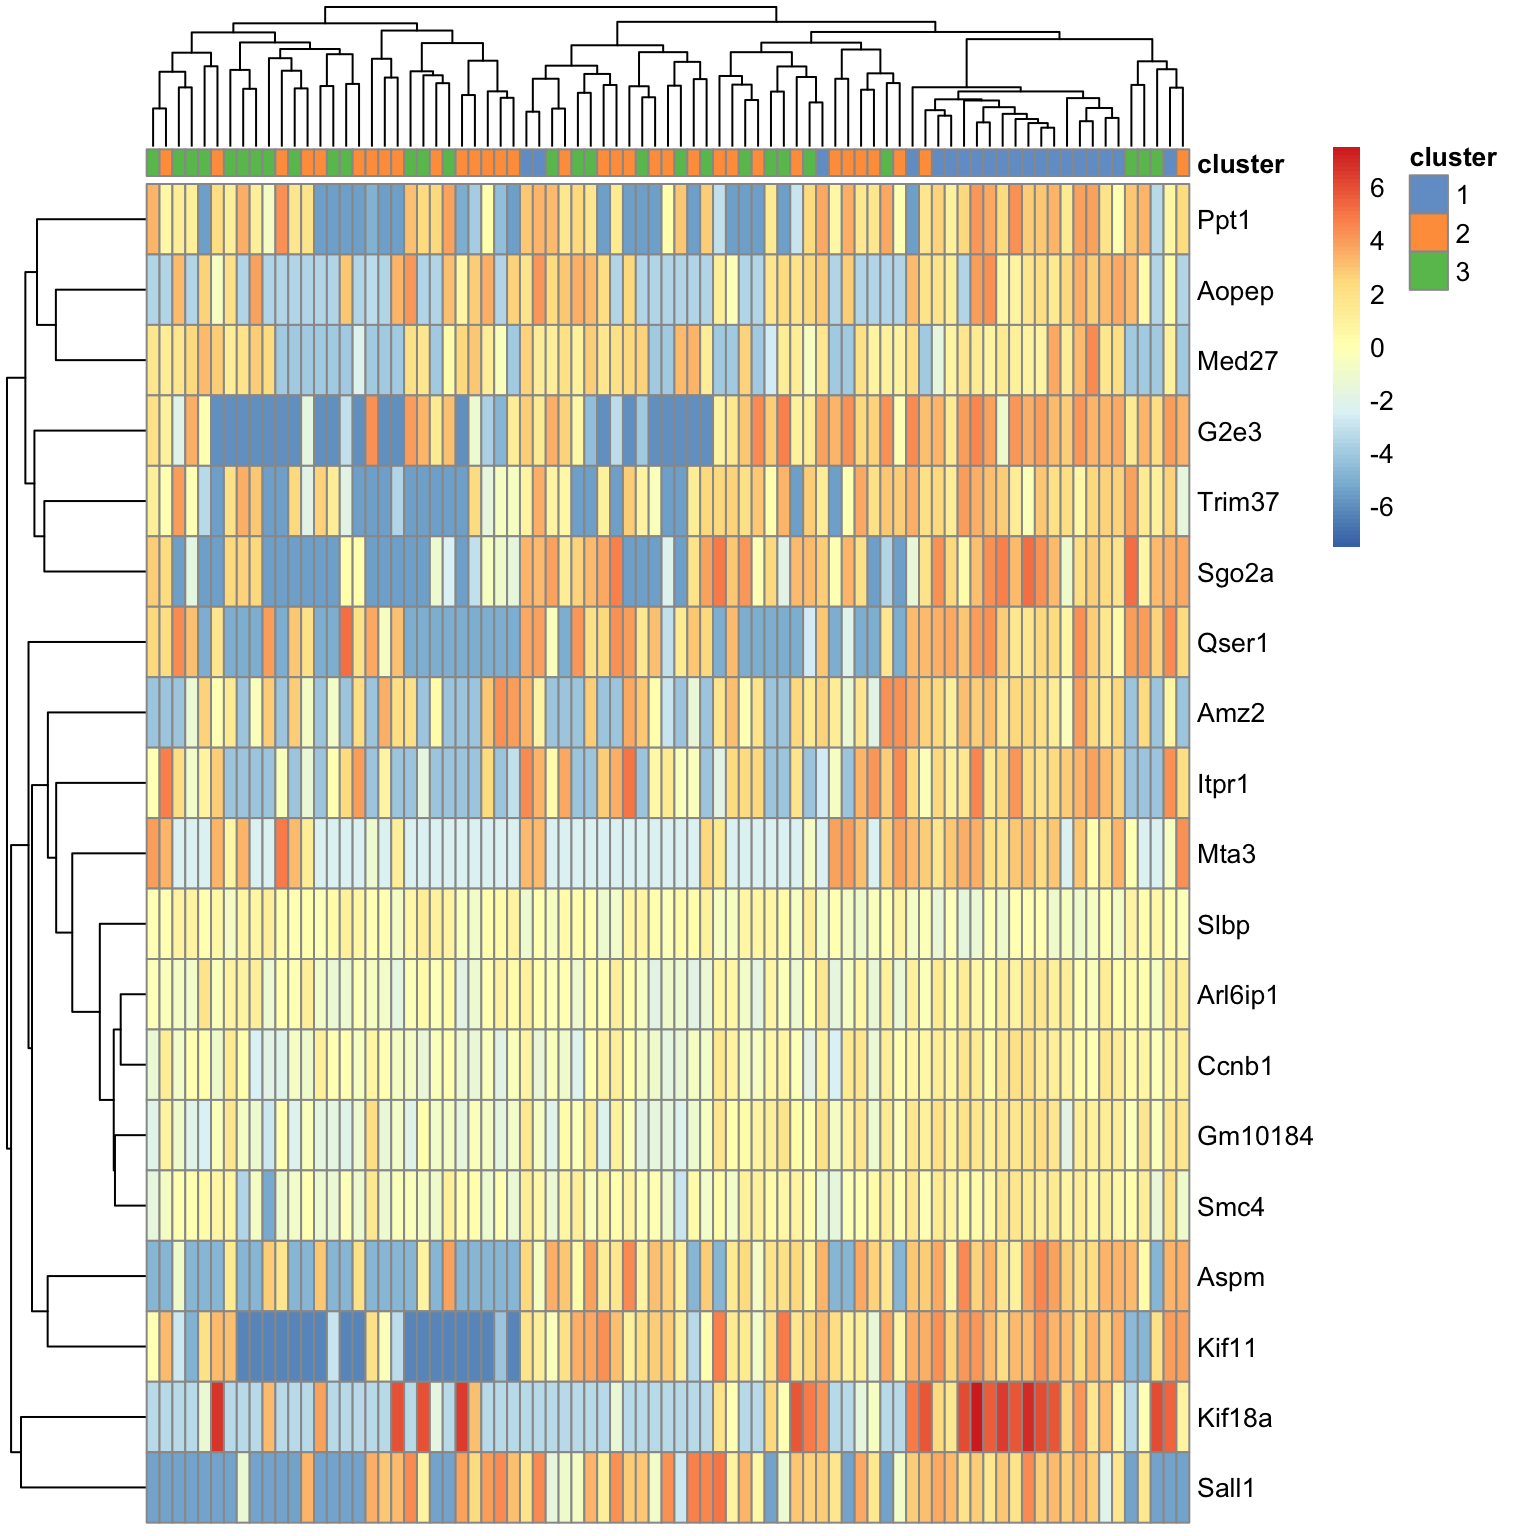 cluster
Ppt1
Aopep
Med27
G2e3
Trim37
Sgo2a
Qser1
Amz2
Itpr1
Mta3
Slbp
Arl6ip1
Ccnb1
Gm10184
Smc4
Aspm
Kif11
Kif18a
Sall1
6
4
2
0
-2
-4
-6
cluster
1
2
3